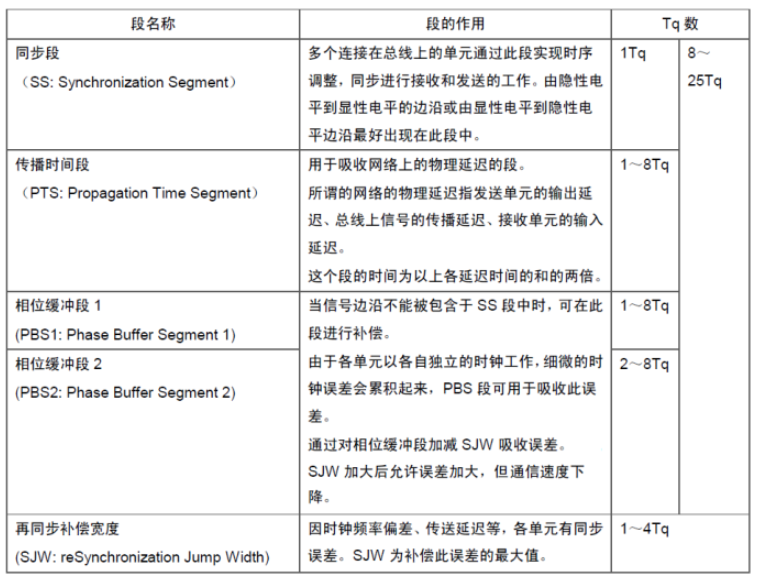 段名称 段的作用 Tq 数
同步段
（SS: Synchronization Segment）
多个连接在总线上的单元通过此段实现时序
调整，同步进行接收和发送的工作。由隐性电
平到显性电平的边沿或由显性电平到隐性电
平边沿最好出现在此段中。
1Tq
8～
25Tq
传播时间段
（PTS: Propagation Time Segment）
用于吸收网络上的物理延迟的段。
所谓的网络的物理延迟指发送单元的输出延
迟、总线上信号的传播延迟、接收单元的输入
延迟。
这个段的时间为以上各延迟时间的和的两倍。
1～8Tq
相位缓冲段 1
(PBS1: Phase Buffer Segment 1)
当信号边沿不能被包含于 SS 段中时，可在此
段进行补偿。
1～8Tq
相位缓冲段 2
(PBS2: Phase Buffer Segment 2)
由于各单元以各自独立的时钟工作，细微的时
钟误差会累积起来，PBS 段可用于吸收此误
差。
通过对相位缓冲段加减 SJW 吸收误差。
SJW 加大后允许误差加大，但通信速度下
降。
2～8Tq
再同步补偿宽度
(SJW: reSynchronization Jump Width)
因时钟频率偏差、传送延迟等，各单元有同步
误差。SJW 为补偿此误差的最大值。
1～4Tq